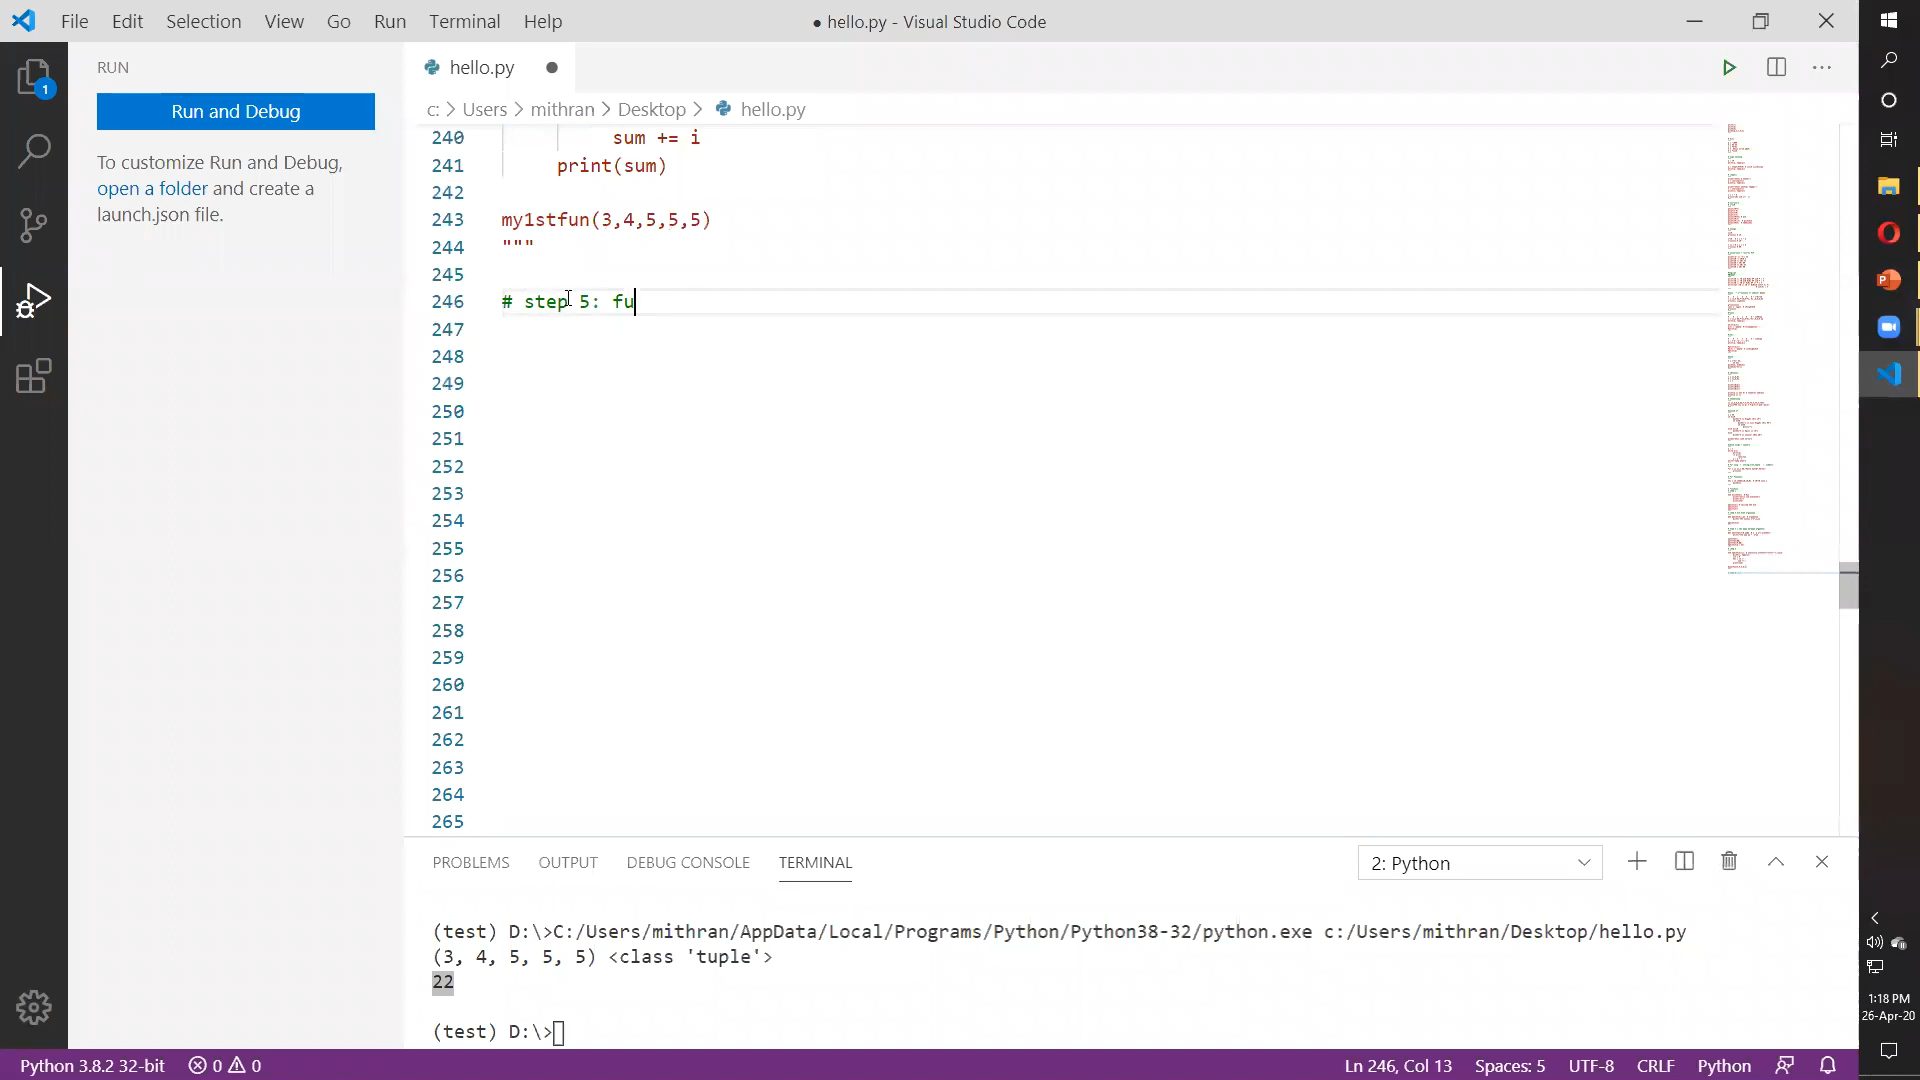 File Edit Selection View Go Run Terminal Help
● hello.py - Visual Studio Code
RUN
Run and Debug
To customize Run and Debug,
open a folder and create a
launch.json file.
1
hello.py ●
c: > Users > mithran > Desktop > hello.py
240 sum += i
241 print(sum)
242
243 my1stfun(3,4,5,5,5)
244 """
245
246 # step 5: fu
247
248
249
250
251
252
253
254
255
256
257
258
259
260
261
262
263
264
265
PROBLEMS OUTPUT DEBUG CONSOLE TERMINAL
2: Python
(test) D:\>C:/Users/mithran/AppData/Local/Programs/Python/Python38-32/python.exe c:/Users/mithran/Desktop/hello.py
(3, 4, 5, 5, 5) <class 'tuple'>
22
(test) D:\>
Python 3.8.2 32-bit 0 0
Ln 246, Col 13 Spaces: 5 UTF-8 CRLF Python
1:18 PM
26-Apr-20